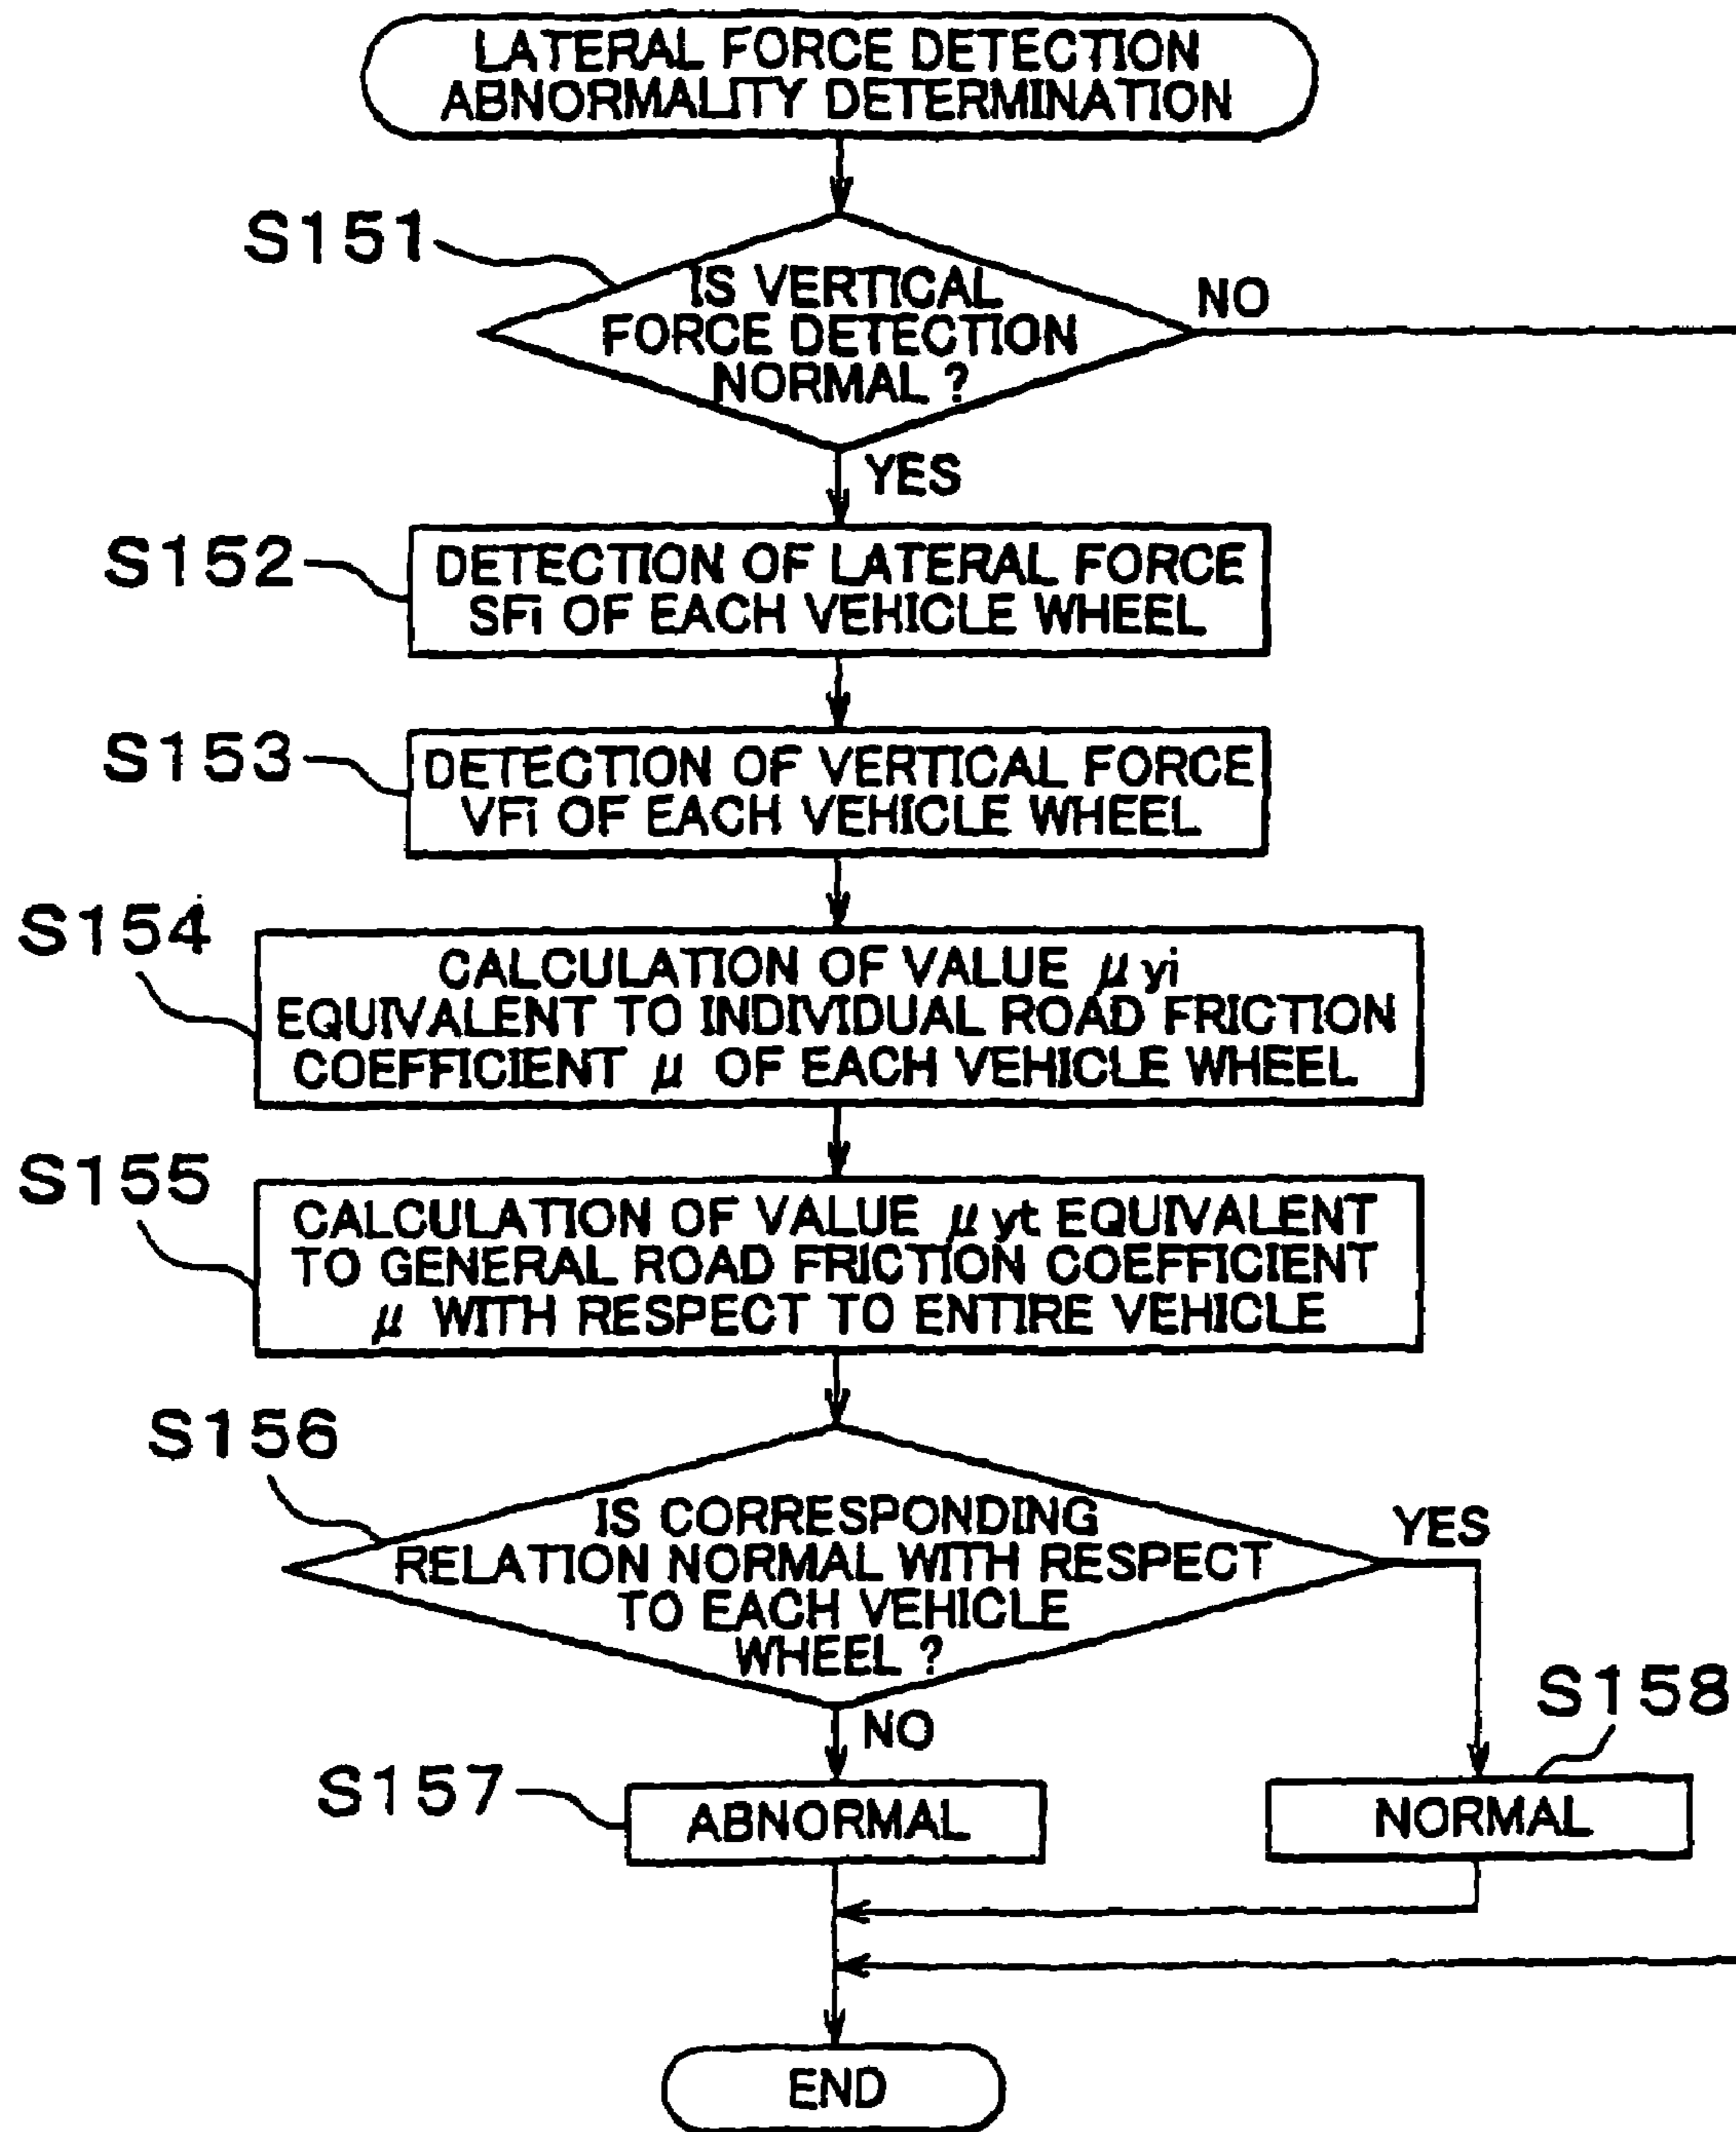 LATERAL FORCE DETECTION
ABNORMALITY DETERMINATION
S151
IS VERTICAL
FORCE DETECTION
NORMAL ?
NO
YES
S152
DETECTION OF LATERAL FORCE
SFi OF EACH VEHICLE WHEEL
S153
DETECTION OF VERTICAL FORCE
VFi OF EACH VEHICLE WHEEL
S154
CALCULATION OF VALUE μyi
EQUIVALENT TO INDIVIDUAL ROAD FRICTION
COEFFICIENT μ OF EACH VEHICLE WHEEL
S155
CALCULATION OF VALUE μyt EQUIVALENT
TO GENERAL ROAD FRICTION COEFFICIENT
μ WITH RESPECT TO ENTIRE VEHICLE
S156
IS CORRESPONDING
RELATION NORMAL WITH RESPECT
TO EACH VEHICLE
WHEEL ?
YES
NO
S157
ABNORMAL
S158
NORMAL
END